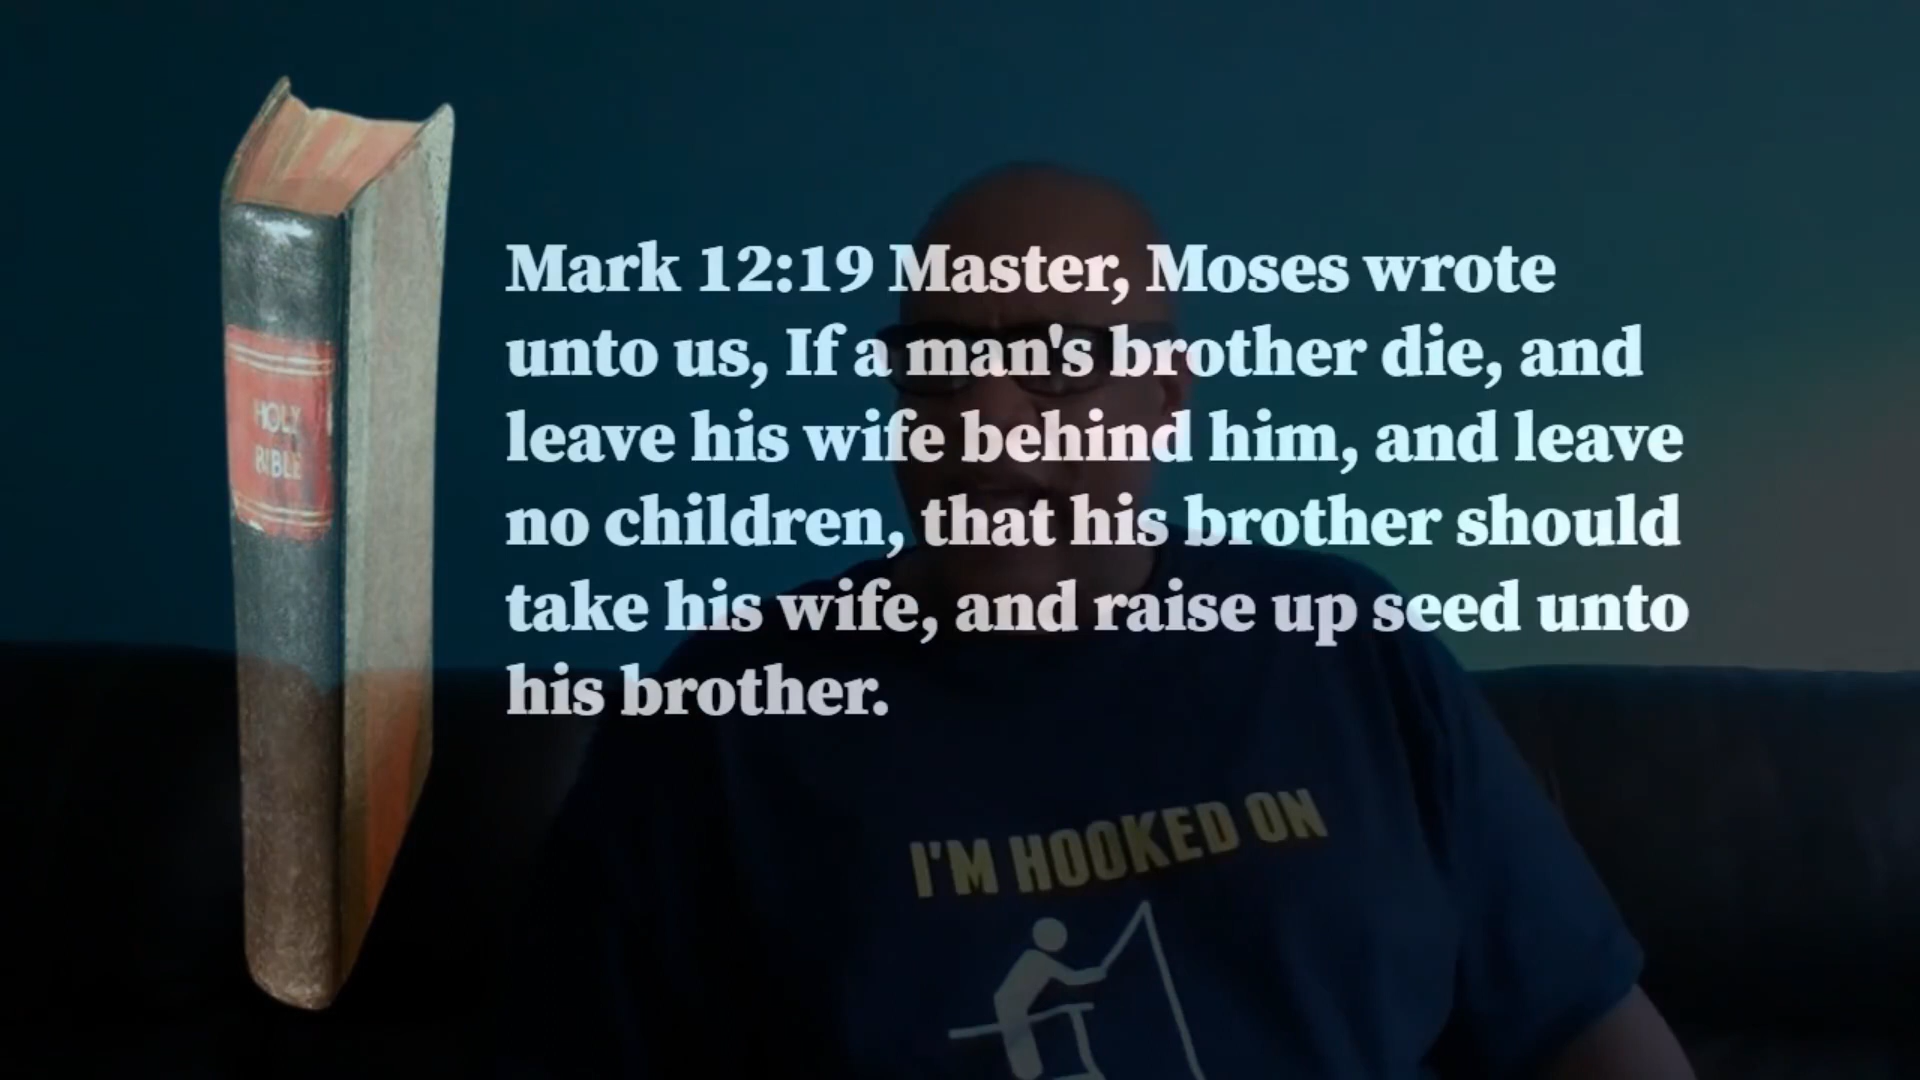 HOLY
BIBLE
Mark 12:19 Master, Moses wrote
unto us, If a man's brother die, and
leave his wife behind him, and leave
no children, that his brother should
take his wife, and raise up seed unto
his brother.
I'M HOOKED ON